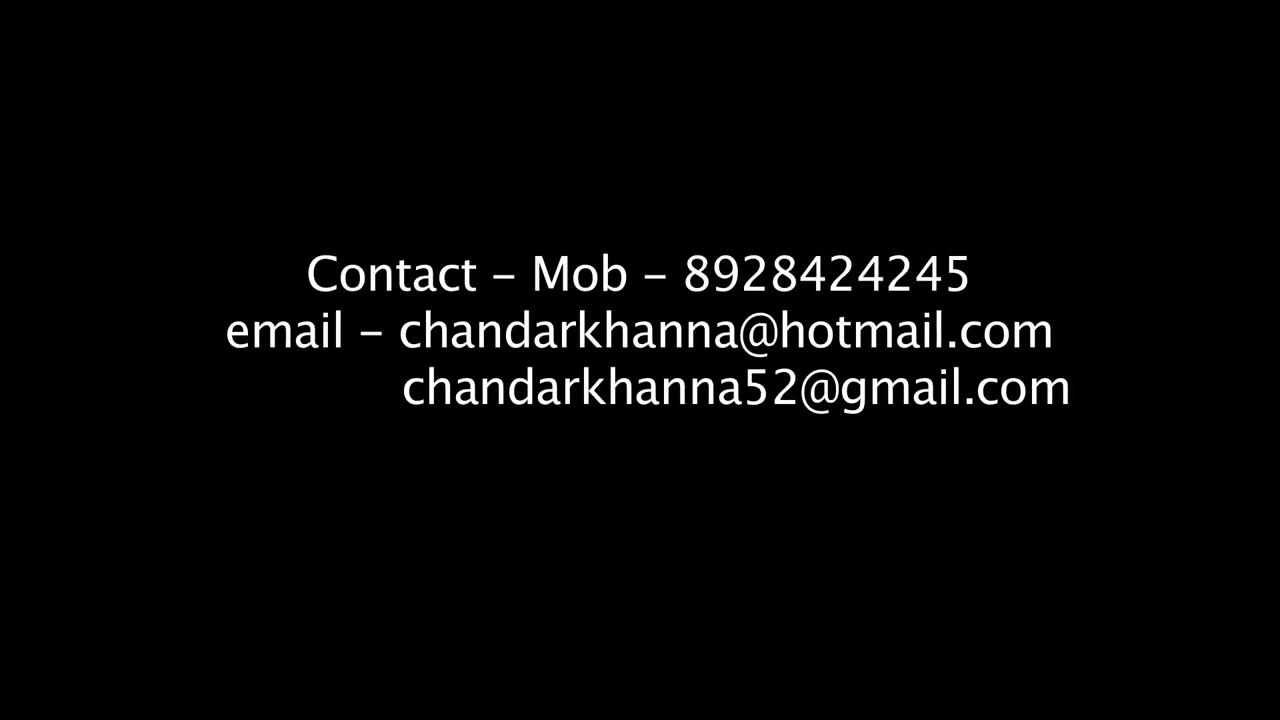 Contact - Mob - 8928424245
email - chandarkhanna@hotmail.com
chandarkhanna52@gmail.com